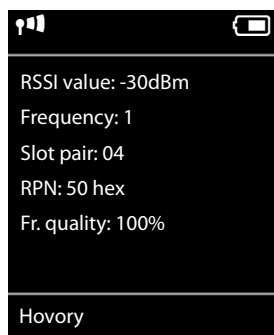 RSSI value: -30dBm
Frequency: 1
Slot pair: 04
RPN: 50 hex
Fr. quality: 100%
Hovory